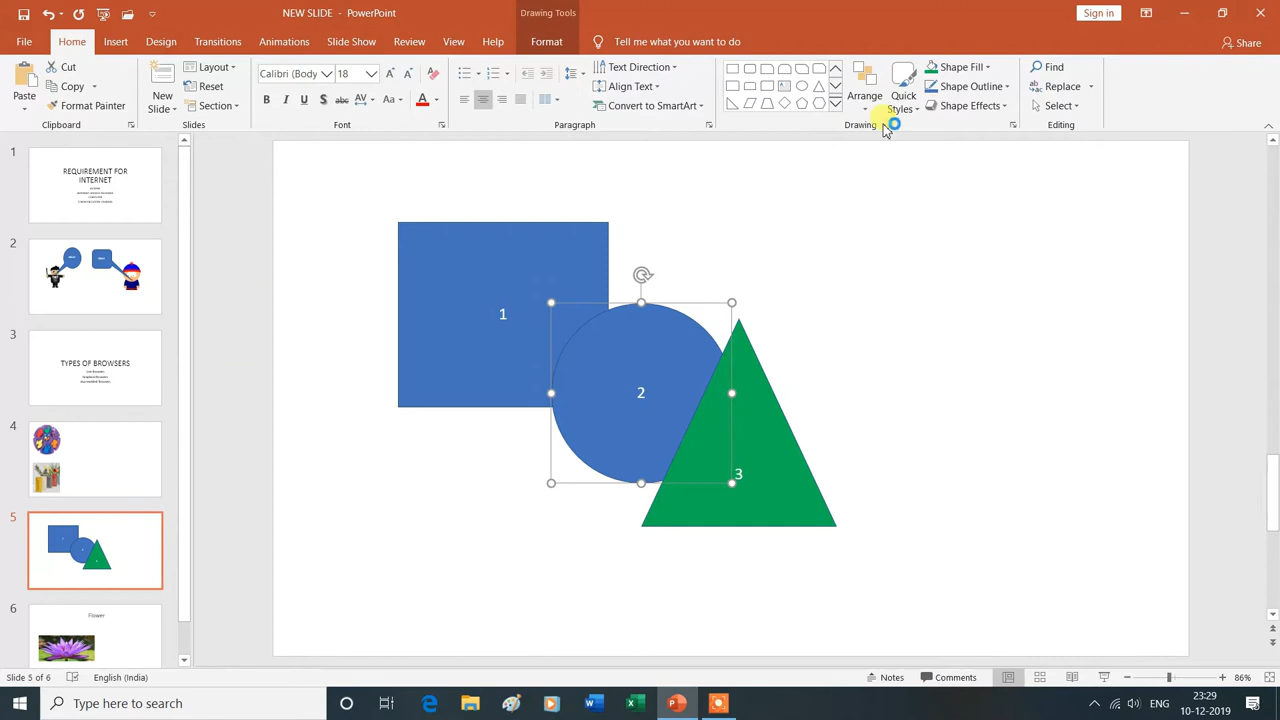 NEW SLIDE - PowerPoint
Drawing Tools
Sign in
File Home Insert Design Transitions Animations Slide Show Review View Help Format Tell me what you want to do Share
Paste
Cut
Copy
Format Painter
Clipboard
New Slide
Layout
Reset
Section
Slides
Calibri (Body) 18
B I U S abc AV Aa A
Font
Text Direction
Align Text
Convert to SmartArt
Paragraph
Arrange
Quick Styles
Shape Fill
Shape Outline
Shape Effects
Drawing
Find
Replace
Select
Editing
1
REQUIREMENT FOR
INTERNET
2
3
TYPES OF BROWSERS
4
5
6
Flower
1
2
3
Slide 5 of 6 English (India) Notes Comments 86%
Type here to search
ENG
23:29
10-12-2019